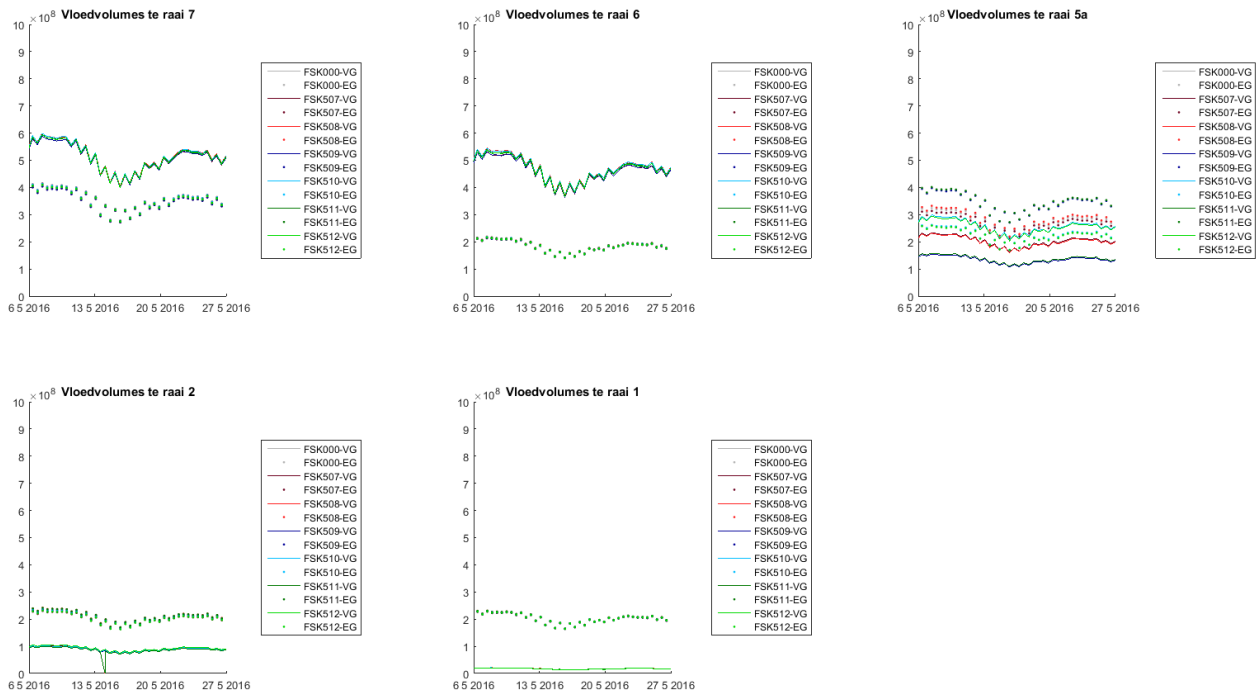 ×10⁸ Vloedvolumes te raai 7
10
9
8
7
6
5
4
3
2
1
0
6 5 2016 13 5 2016 20 5 2016 27 5 2016
FSK000-VG
FSK000-EG
FSK507-VG
FSK507-EG
FSK508-VG
FSK508-EG
FSK509-VG
FSK509-EG
FSK510-VG
FSK510-EG
FSK511-VG
FSK511-EG
FSK512-VG
FSK512-EG
×10⁸ Vloedvolumes te raai 6
10
9
8
7
6
5
4
3
2
1
0
6 5 2016 13 5 2016 20 5 2016 27 5 2016
FSK000-VG
FSK000-EG
FSK507-VG
FSK507-EG
FSK508-VG
FSK508-EG
FSK509-VG
FSK509-EG
FSK510-VG
FSK510-EG
FSK511-VG
FSK511-EG
FSK512-VG
FSK512-EG
×10⁸ Vloedvolumes te raai 5a
10
9
8
7
6
5
4
3
2
1
0
6 5 2016 13 5 2016 20 5 2016 27 5 2016
FSK000-VG
FSK000-EG
FSK507-VG
FSK507-EG
FSK508-VG
FSK508-EG
FSK509-VG
FSK509-EG
FSK510-VG
FSK510-EG
FSK511-VG
FSK511-EG
FSK512-VG
FSK512-EG
×10⁸ Vloedvolumes te raai 2
10
9
8
7
6
5
4
3
2
1
0
6 5 2016 13 5 2016 20 5 2016 27 5 2016
FSK000-VG
FSK000-EG
FSK507-VG
FSK507-EG
FSK508-VG
FSK508-EG
FSK509-VG
FSK509-EG
FSK510-VG
FSK510-EG
FSK511-VG
FSK511-EG
FSK512-VG
FSK512-EG
×10⁸ Vloedvolumes te raai 1
10
9
8
7
6
5
4
3
2
1
0
6 5 2016 13 5 2016 20 5 2016 27 5 2016
FSK000-VG
FSK000-EG
FSK507-VG
FSK507-EG
FSK508-VG
FSK508-EG
FSK509-VG
FSK509-EG
FSK510-VG
FSK510-EG
FSK511-VG
FSK511-EG
FSK512-VG
FSK512-EG